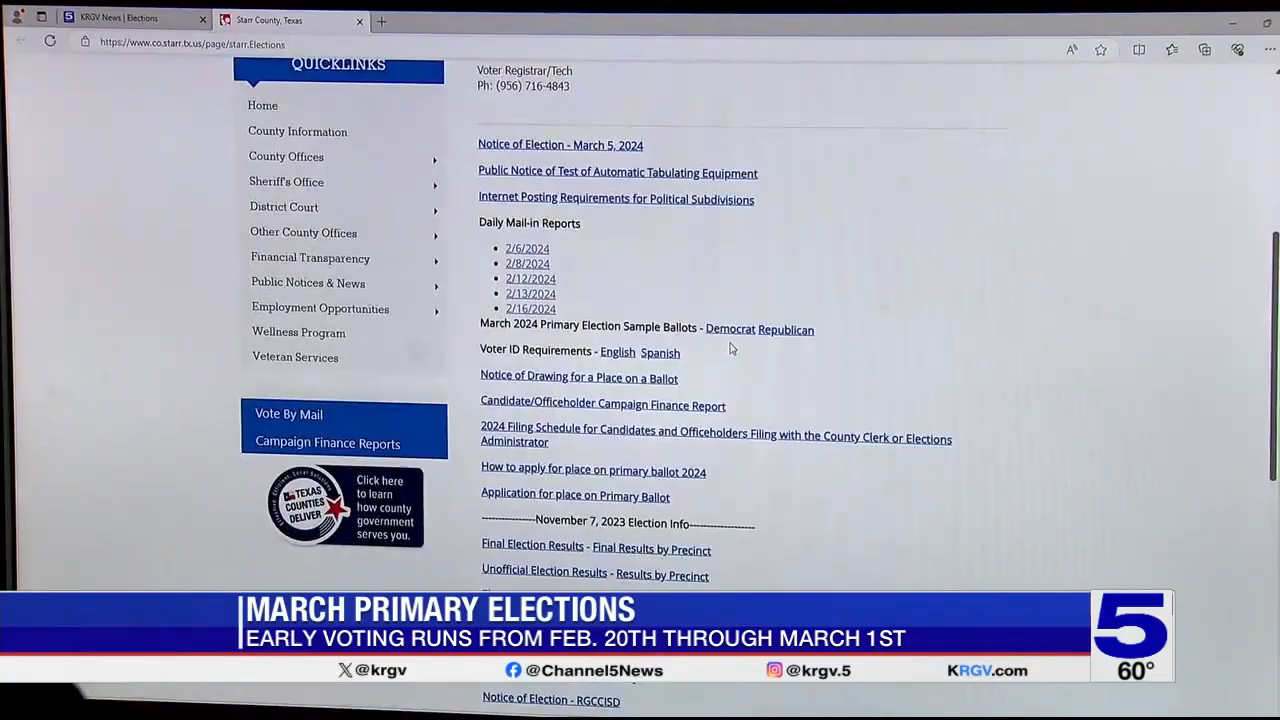 KRGV News | Elections
Starr County, Texas
https://www.co.starr.tx.us/page/starr.Elections
QUICKLINKS
Home
County Information
County Offices
Sheriff's Office
District Court
Other County Offices
Financial Transparency
Public Notices & News
Employment Opportunities
Wellness Program
Veteran Services
Vote By Mail
Campaign Finance Reports
TEXAS
COUNTIES
DELIVER
Click here
to learn
how county
government
serves you.
Voter Registrar/Tech
Ph: (956) 716-4843
Notice of Election - March 5, 2024
Public Notice of Test of Automatic Tabulating Equipment
Internet Posting Requirements for Political Subdivisions
Daily Mail-in Reports
2/6/2024
2/8/2024
2/12/2024
2/13/2024
2/16/2024
March 2024 Primary Election Sample Ballots - Democrat Republican
Voter ID Requirements - English Spanish
Notice of Drawing for a Place on a Ballot
Candidate/Officeholder Campaign Finance Report
2024 Filing Schedule for Candidates and Officeholders Filing with the County Clerk or Elections
Administrator
How to apply for place on primary ballot 2024
Application for place on Primary Ballot
----------------November 7, 2023 Election Info-------------------
Final Election Results - Final Results by Precinct
Unofficial Election Results - Results by Precinct
MARCH PRIMARY ELECTIONS
EARLY VOTING RUNS FROM FEB. 20TH THROUGH MARCH 1ST
5
60°
@krgv
@Channel5News
@krgv.5
KRGV.com
Notice of Election - RGCCISD